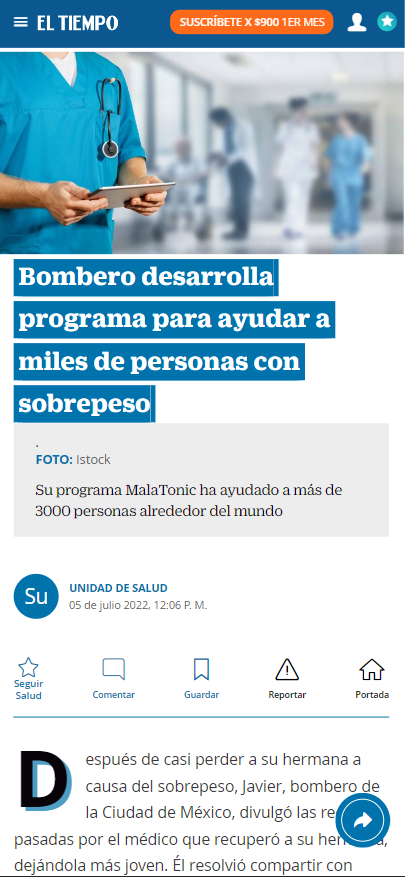 EL TIEMPO
SUSCRÍBETE X $900 1ER MES
Bombero desarrolla
programa para ayudar a
miles de personas con
sobrepeso
.
FOTO: Istock
Su programa MalaTonic ha ayudado a más de
3000 personas alrededor del mundo
Su
UNIDAD DE SALUD
05 de julio 2022, 12:06 P. M.
Seguir
Salud
Comentar
Guardar
Reportar
Portada
Después de casi perder a su hermana a
causa del sobrepeso, Javier, bombero de
la Ciudad de México, divulgó las
pasadas por el médico que recuperó a su
dejándola más joven. Él resolvió compartir con